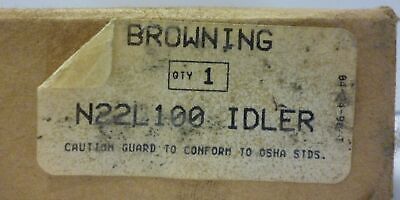 BROWNING
QTY 1
N22L100 IDLER
CAUTION GUARD TO CONFORM TO OSHA STDS.